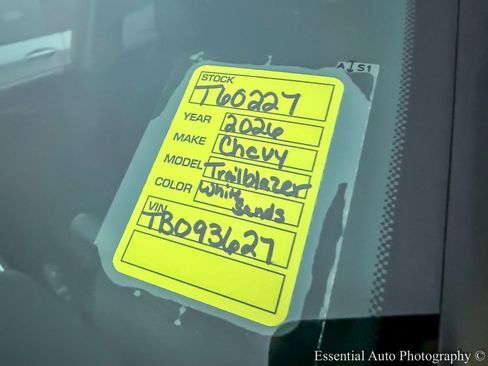 A↓S1
STOCK
T60227
YEAR 2026
MAKE Chevy
MODEL Trailblazer
COLOR White
Sands
VIN
TB093627
Essential Auto Photography (c)